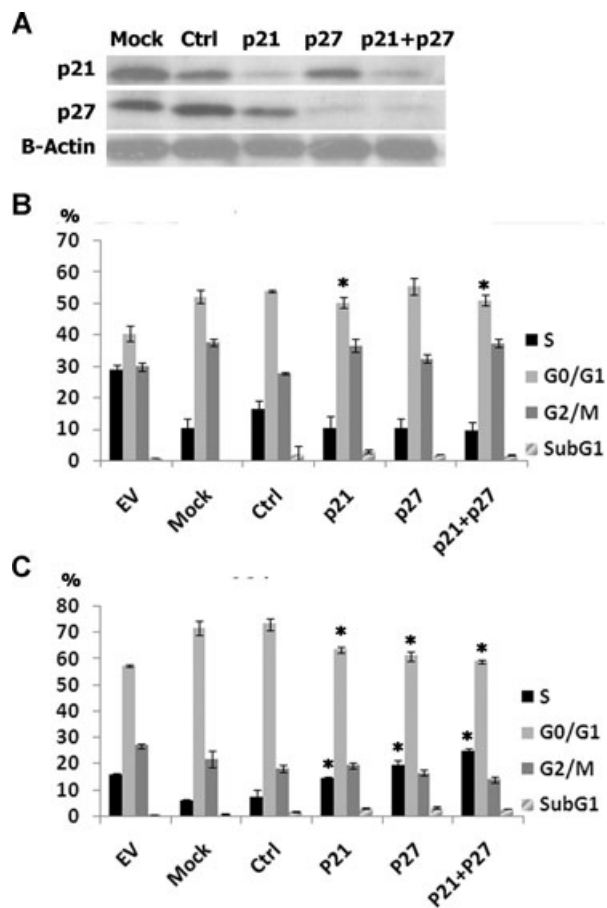 A
Mock Ctrl p21 p27 p21+p27
p21
p27
B-Actin
B
%
70
60
50
40
30
20
10
0
* *
S
G0/G1
G2/M
SubG1
EV Mock Ctrl p21 p27 p21+p27
C
%
80
70
60
50
40
30
20
10
0
* * *
* * *
S
G0/G1
G2/M
SubG1
EV Mock Ctrl P21 P27 P21+P27